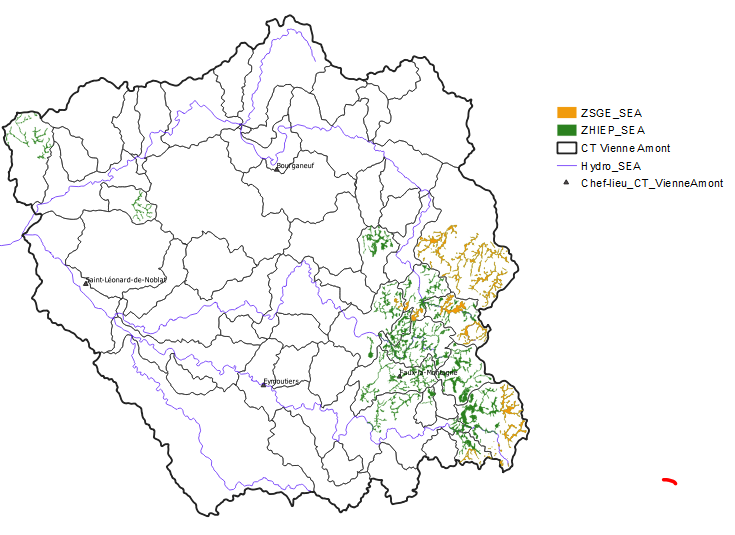 ZSGE_SEA
ZHIEP_SEA
CT Vienne Amont
Hydro_SEA
Chef-lieu_CT_VienneAmont
Bourganeuf
Saint-Léonard-de-Noblat
Faux-la-Montagne
Eymoutiers